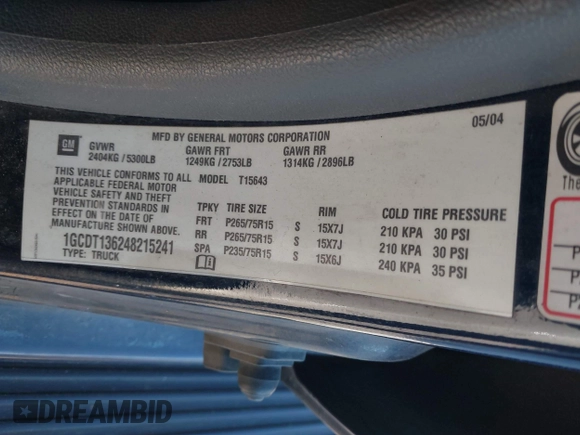 MFD BY GENERAL MOTORS CORPORATION
05/04
GM
GVWR GAWR FRT GAWR RR
2404KG / 5300LB 1249KG / 2753LB 1314KG / 2896LB
THIS VEHICLE CONFORMS TO ALL MODEL T15643
APPLICABLE FEDERAL MOTOR
VEHICLE SAFETY AND THEFT
PREVENTION STANDARDS IN
EFFECT ON THE DATE OF
MANUFACTURE SHOWN ABOVE.
1GCDT136248215241
TYPE: TRUCK
TPKY TIRE SIZE RIM COLD TIRE PRESSURE
FRT P265/75R15 S 15X7J 210 KPA 30 PSI
RR P265/75R15 S 15X7J 210 KPA 30 PSI
SPA P235/75R15 S 15X6J 240 KPA 35 PSI
DREAMBID